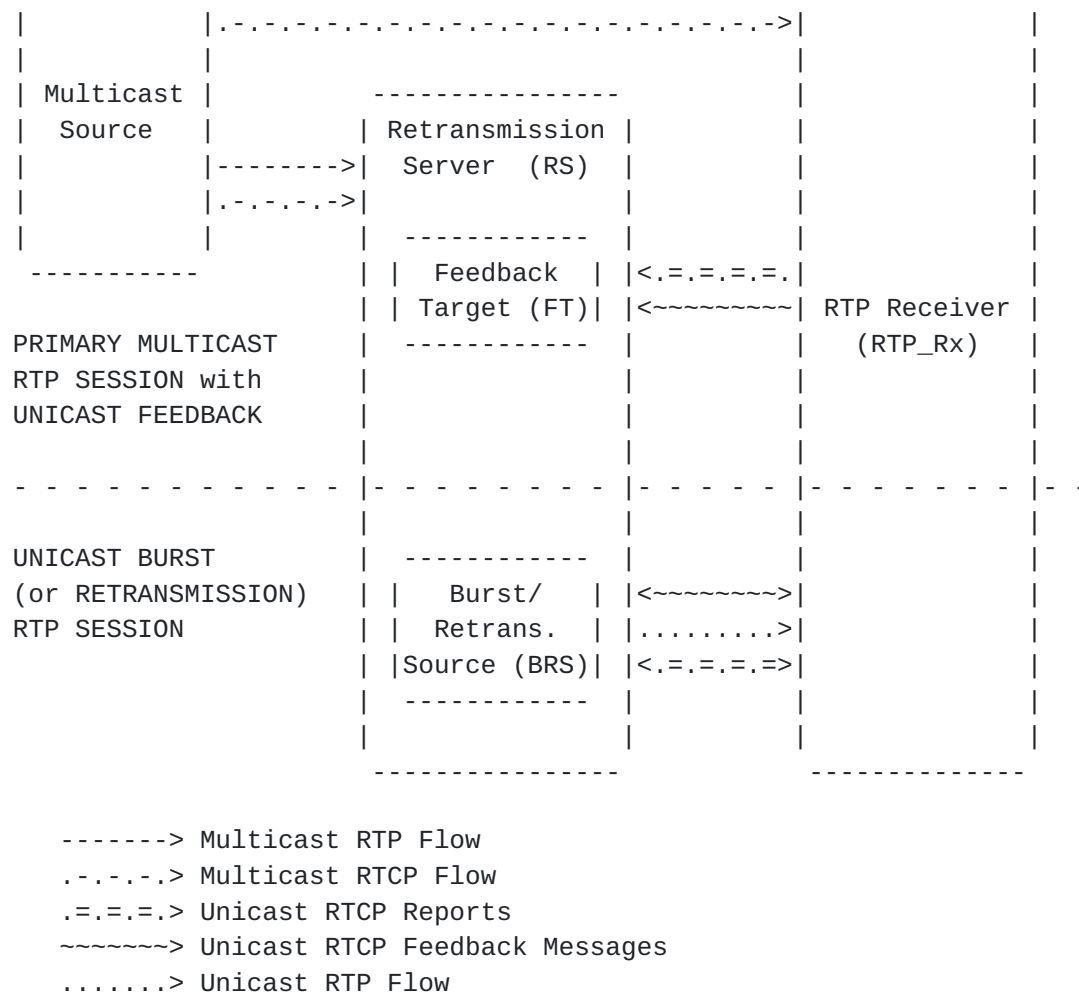 |           |.-.-.-.-.-.-.-.-.-.-.-.-.-.-.-.-.-.->|              |
|           |                                     |              |
| Multicast |          ----------------           |              |
|  Source   |         | Retransmission |          |              |
|           |-------->|  Server  (RS)  |          |              |
|           |.-.-.-.->|                |          |              |
|           |         |  ------------  |          |              |
 -----------          | |  Feedback  | |<.=.=.=.=.|              |
                      | | Target (FT)| |<~~~~~~~~~| RTP Receiver |
PRIMARY MULTICAST     |  ------------  |          |   (RTP_Rx)   |
RTP SESSION with      |                |          |              |
UNICAST FEEDBACK      |                |          |              |
                      |                |          |              |
- - - - - - - - - - - |- - - - - - - - |- - - - - |- - - - - - - |- -
                      |                |          |              |
UNICAST BURST         |  ------------  |          |              |
(or RETRANSMISSION)   | |   Burst/   | |<~~~~~~~~>|              |
RTP SESSION           | |  Retrans.  | |.........>|              |
                      | |Source (BRS)| |<.=.=.=.=>|              |
                      |  ------------  |          |              |
                      |                |          |              |
                       ----------------            --------------
   -------> Multicast RTP Flow
   .-.-.-.> Multicast RTCP Flow
   .=.=.=.> Unicast RTCP Reports
   ~~~~~~~> Unicast RTCP Feedback Messages
   .......> Unicast RTP Flow